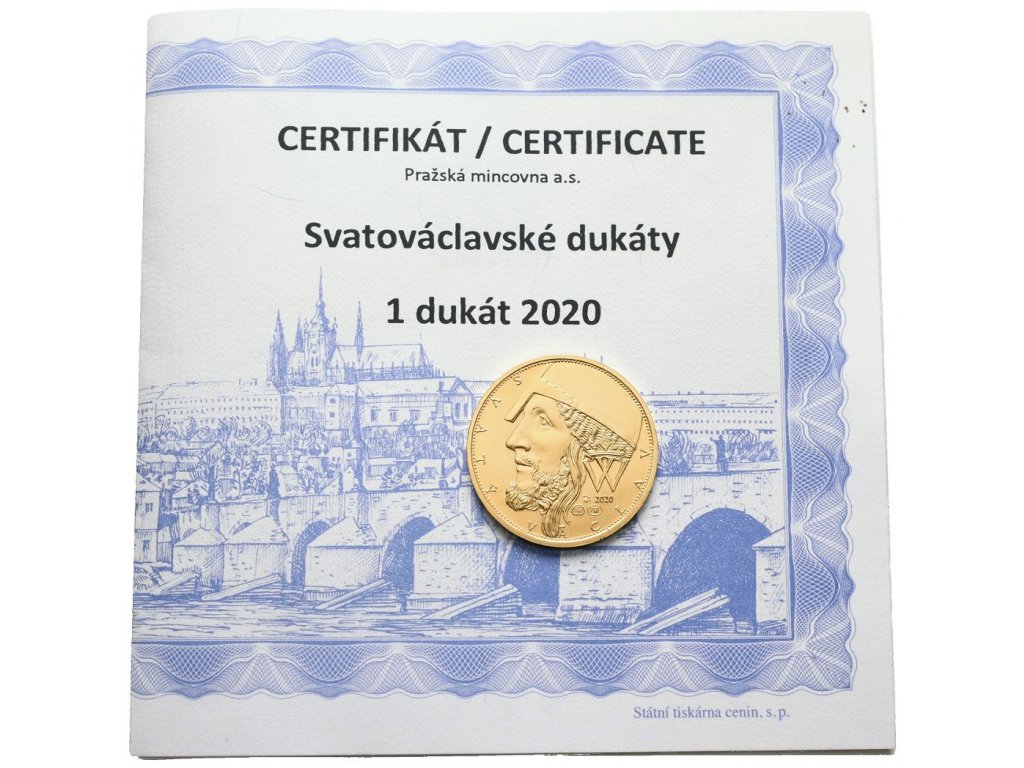 CERTIFIKÁT / CERTIFICATE
Pražská mincovna a.s.
Svatováclavské dukáty
1 dukát 2020
SVATÝ VÁCLAV
2020
Státní tiskárna cenin, s.p.